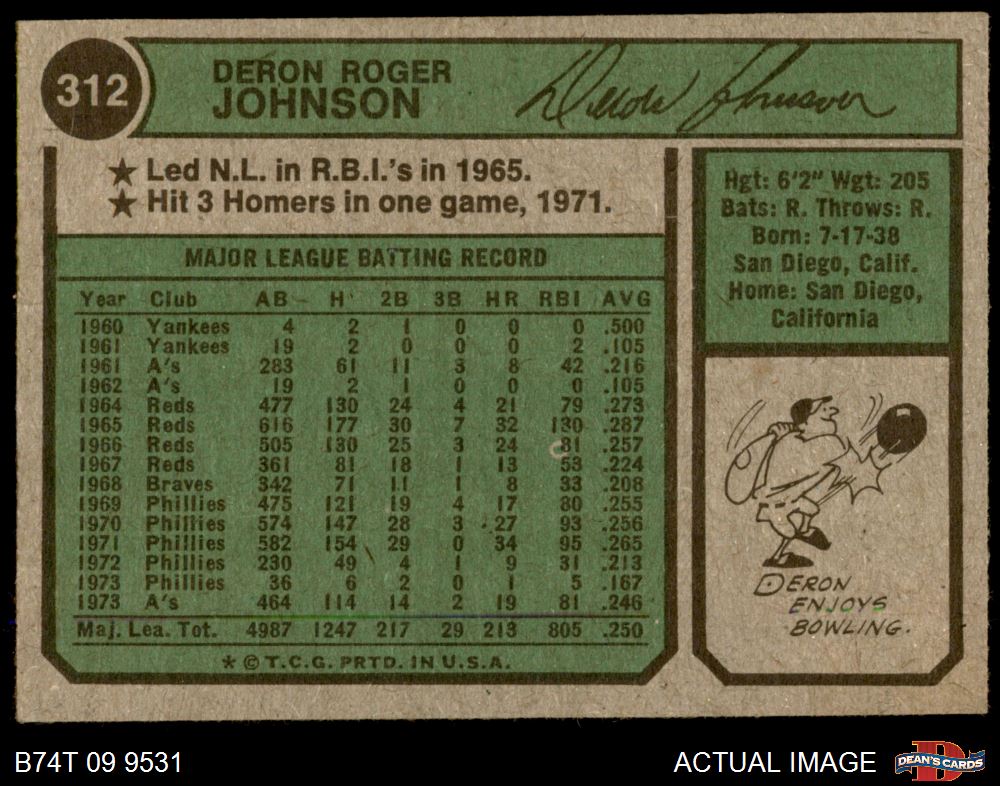 312
DERON ROGER
JOHNSON
Deron Johnson
★ Led N.L. in R.B.I.'s in 1965.
★ Hit 3 Homers in one game, 1971.
MAJOR LEAGUE BATTING RECORD
Year Club AB H 2B 3B HR RBI AVG
1960 Yankees 4 2 1 0 0 0 .500
1961 Yankees 19 2 0 0 0 2 .105
1961 A's 283 61 11 3 8 42 .216
1962 A's 19 2 1 0 0 0 .105
1964 Reds 477 130 24 4 21 79 .273
1965 Reds 616 177 30 7 32 130 .287
1966 Reds 505 130 25 3 24 81 .257
1967 Reds 361 81 18 1 13 53 .224
1968 Braves 342 71 11 1 8 33 .208
1969 Phillies 475 121 19 4 17 80 .255
1970 Phillies 574 147 28 3 27 93 .256
1971 Phillies 582 154 29 0 34 95 .265
1972 Phillies 230 49 4 1 9 31 .213
1973 Phillies 36 6 2 0 1 5 .167
1973 A's 464 114 14 2 19 81 .246
Maj. Lea. Tot. 4987 1247 217 29 213 805 .250
* © T.C.G. PRTD. IN U.S.A.
Hgt: 6'2" Wgt: 205
Bats: R. Throws: R.
Born: 7-17-38
San Diego, Calif.
Home: San Diego,
California
DERON
ENJOYS
BOWLING.
B74T 09 9531
ACTUAL IMAGE
DEAN'S CARDS